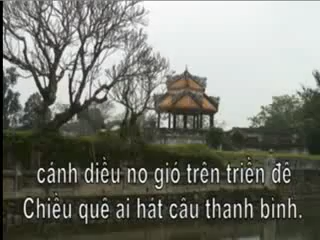 cánh diều no gió trên triền đê
Chiều quê ai hát câu thanh bình.